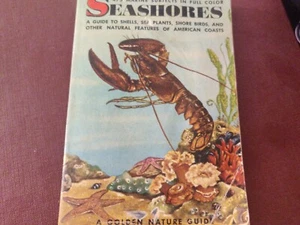 MARINE SUBJECTS IN FULL COLOR
SEASHORES
A GUIDE TO SHELLS, SEA PLANTS, SHORE BIRDS, AND
OTHER NATURAL FEATURES OF AMERICAN COASTS
A GOLDEN NATURE GUIDE